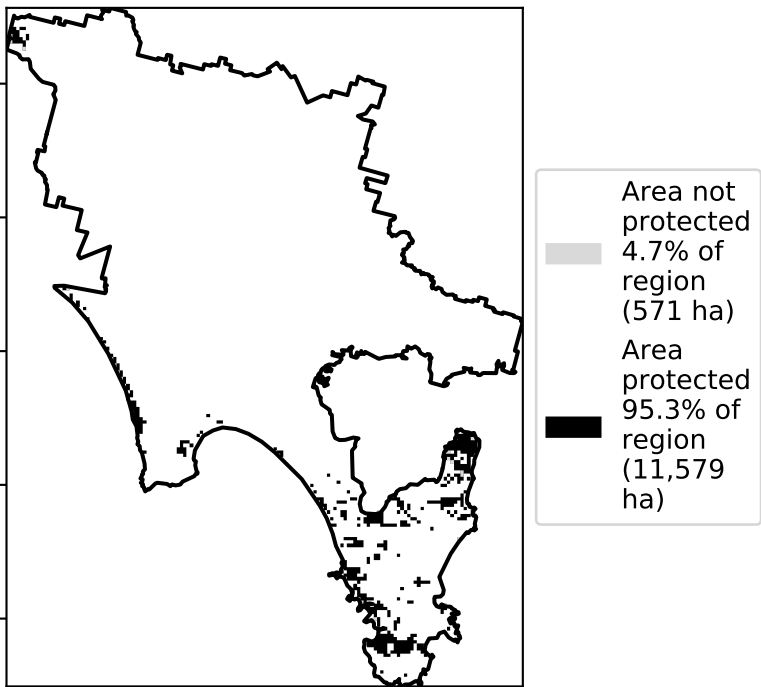 Area not
protected
4.7% of
region
(571 ha)
Area
protected
95.3% of
region
(11,579
ha)